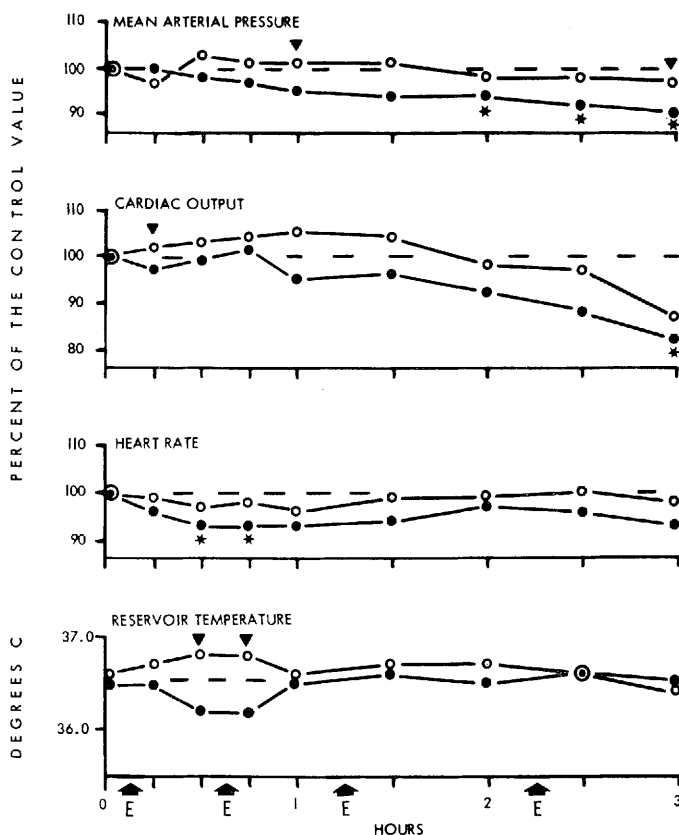 PERCENT OF THE CONTROL VALUE
MEAN ARTERIAL PRESSURE
110
100
90
*
*
*
CARDIAC OUTPUT
110
100
90
80
*
HEART RATE
110
100
90
*
*
DEGREES C
RESERVOIR TEMPERATURE
37.0
36.0
0
1
2
3
E
E
E
E
HOURS